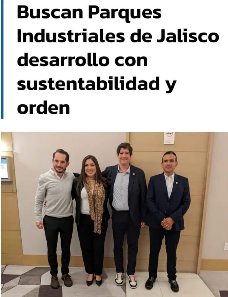 Buscan Parques
Industriales de Jalisco
desarrollo con
sustentabilidad y
orden